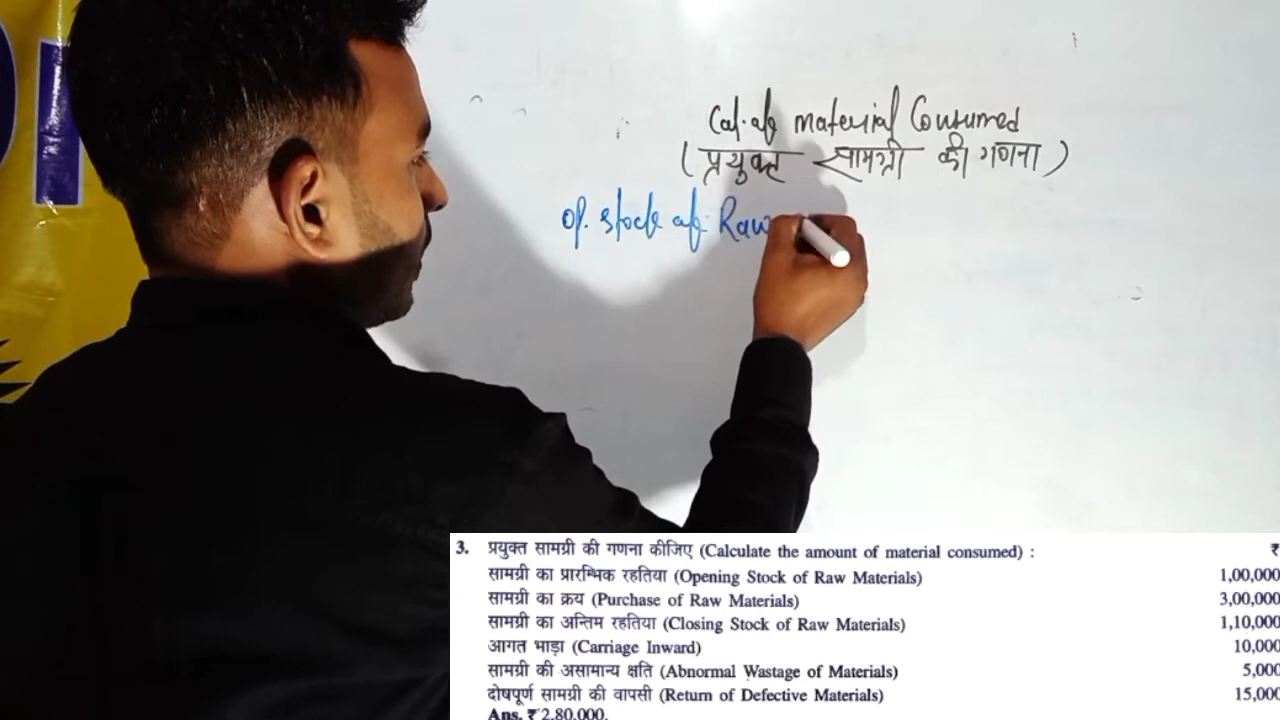 Cal. of material Consumed
(प्रयुक्त सामग्री की गणना)
op. stock of Raw
3. प्रयुक्त सामग्री की गणना कीजिए (Calculate the amount of material consumed) : ₹
सामग्री का प्रारम्भिक रहतिया (Opening Stock of Raw Materials) 1,00,000
सामग्री का क्रय (Purchase of Raw Materials) 3,00,000
सामग्री का अन्तिम रहतिया (Closing Stock of Raw Materials) 1,10,000
आगत भाड़ा (Carriage Inward) 10,000
सामग्री की असामान्य क्षति (Abnormal Wastage of Materials) 5,000
दोषपूर्ण सामग्री की वापसी (Return of Defective Materials) 15,000
Ans. ₹ 2,80,000.